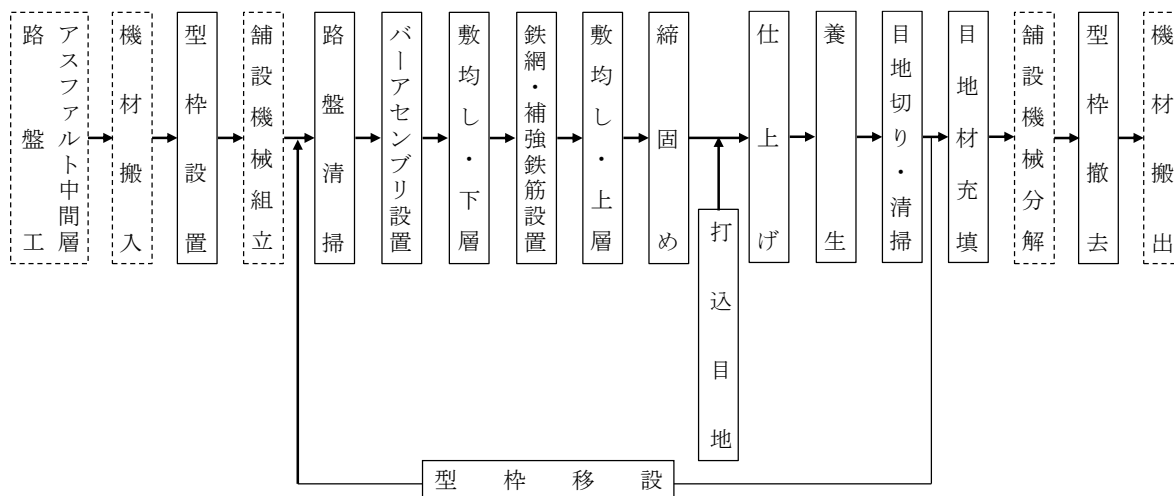 路盤工
アスファルト中間層
機材搬入
型枠設置
舗設機械組立
路盤清掃
バーアセンブリ設置
敷均し・下層
鉄網・補強鉄筋設置
敷均し・上層
締固め
打込目地
仕上げ
養生
目地切り・清掃
目地材充填
舗設機械分解
型枠撤去
機材搬出
型枠移設